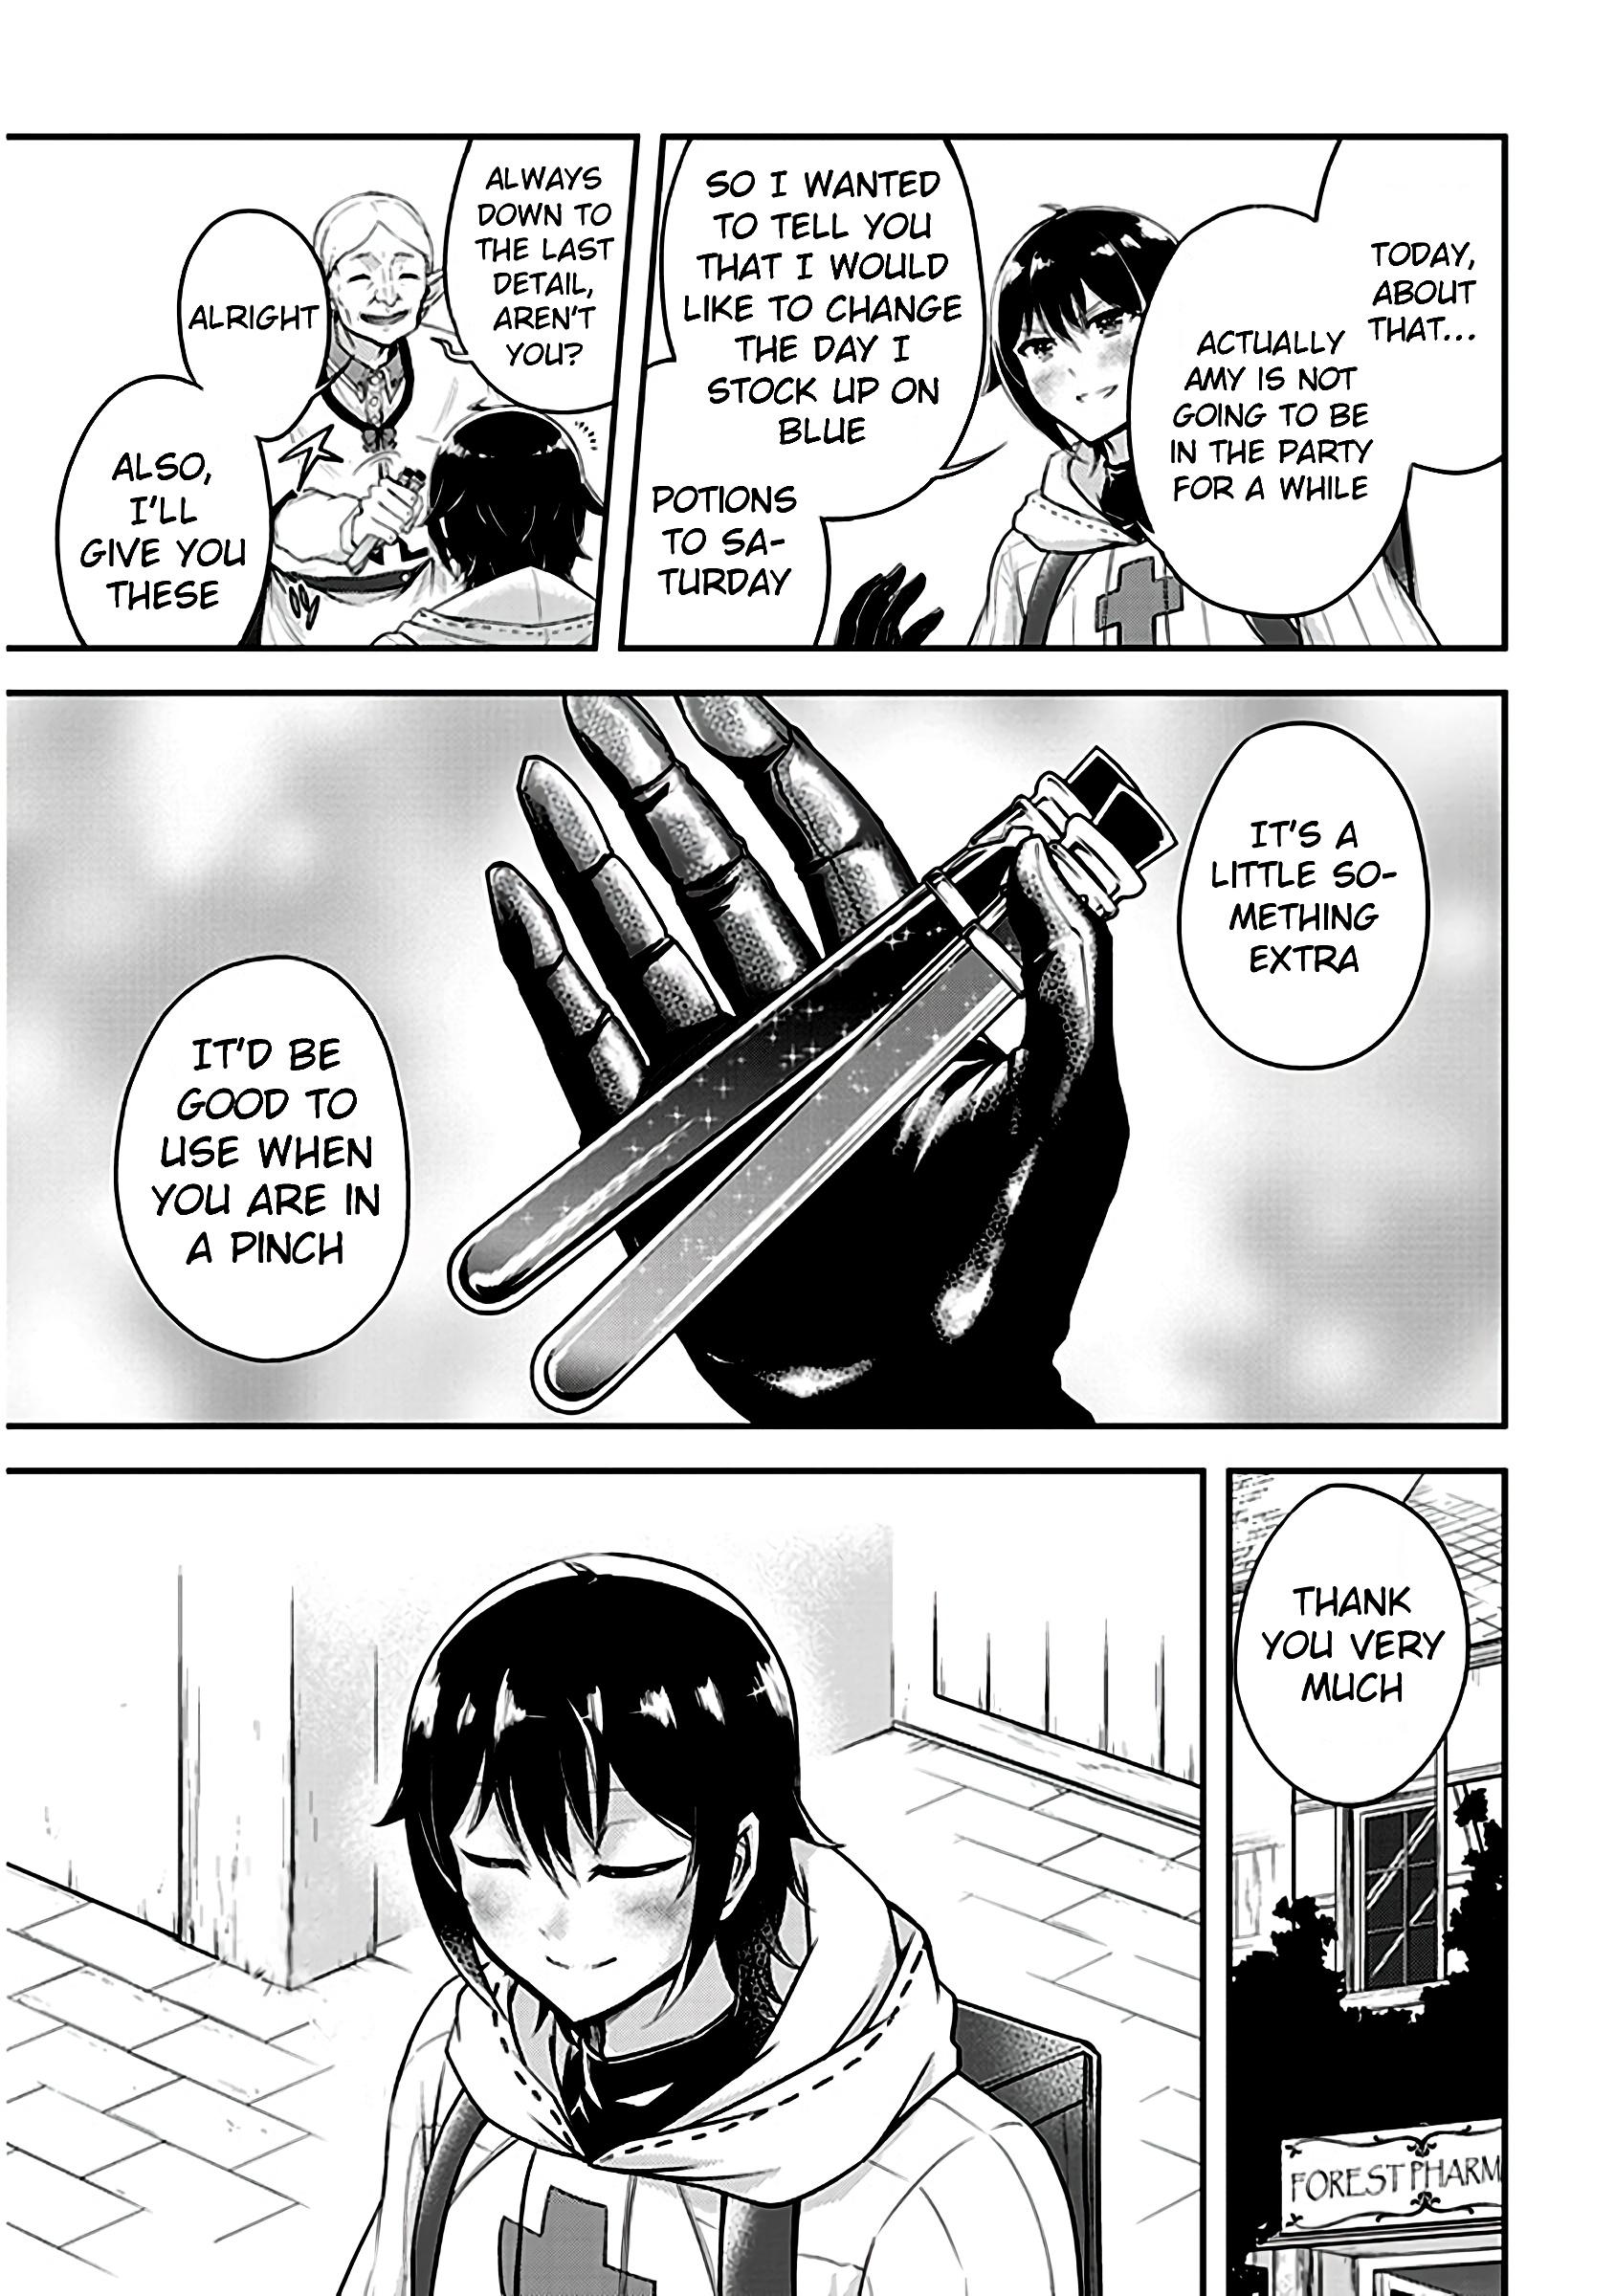 TODAY,
ABOUT
THAT...
ACTUALLY
AMY IS NOT
GOING TO BE
IN THE PARTY
FOR A WHILE
SO I WANTED
TO TELL YOU
THAT I WOULD
LIKE TO CHANGE
THE DAY I
STOCK UP ON
BLUE
POTIONS
TO SA-
TURDAY
ALWAYS
DOWN TO
THE LAST
DETAIL,
AREN'T
YOU?
ALRIGHT
ALSO,
I'LL
GIVE YOU
THESE
IT'S A
LITTLE SO-
METHING
EXTRA
IT'D BE
GOOD TO
USE WHEN
YOU ARE IN
A PINCH
THANK
YOU VERY
MUCH
FOREST PHARM